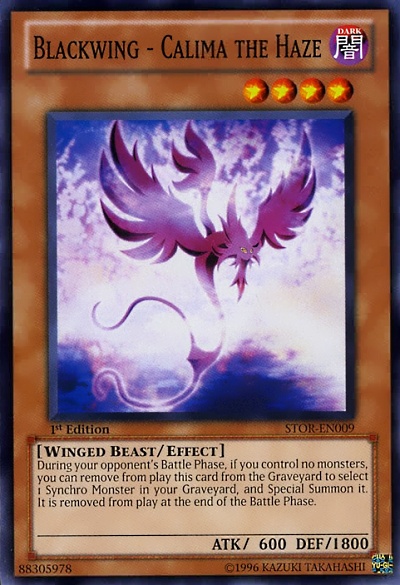 BLACKWING - CALIMA THE HAZE
DARK
闇
1st Edition
STOR-EN009
[WINGED BEAST/EFFECT]
During your opponent's Battle Phase, if you control no monsters,
you can remove from play this card from the Graveyard to select
1 Synchro Monster in your Graveyard, and Special Summon it.
It is removed from play at the end of the Battle Phase.
ATK/ 600 DEF/1800
88305978
©1996 KAZUKI TAKAHASHI